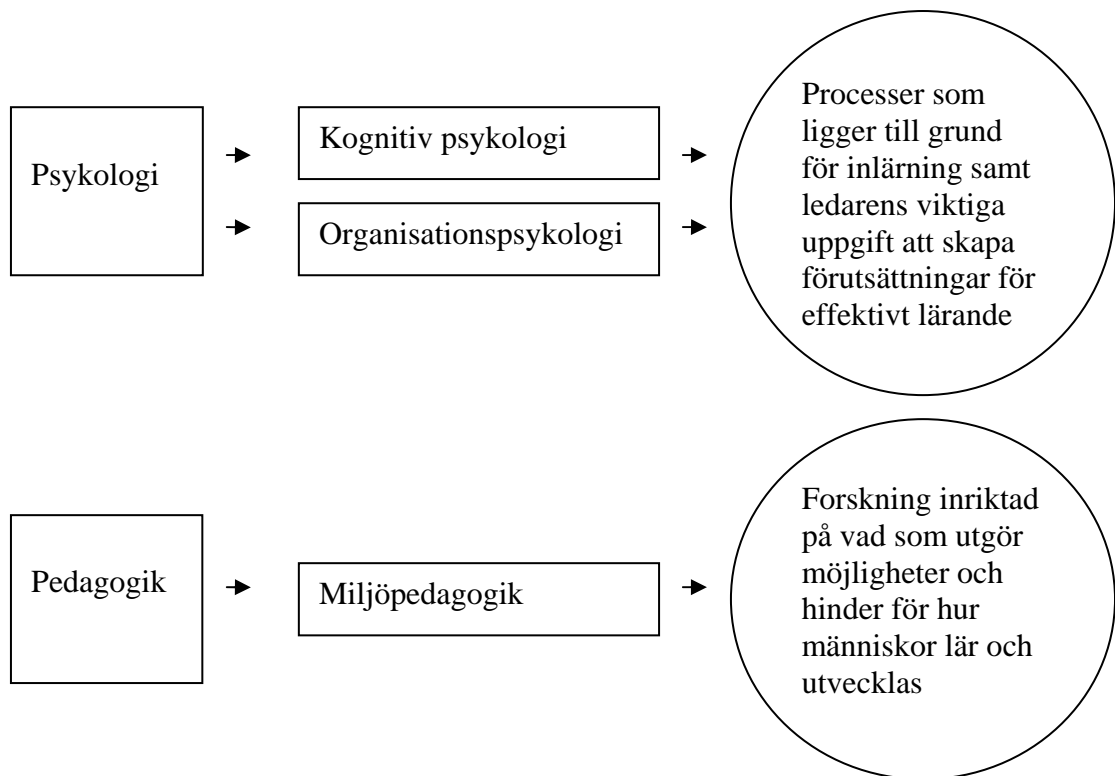 Psykologi
Kognitiv psykologi
Organisationspsykologi
Processer som
ligger till grund
för inlärning samt
ledarens viktiga
uppgift att skapa
förutsättningar för
effektivt lärande
Pedagogik
Miljöpedagogik
Forskning inriktad
på vad som utgör
möjligheter och
hinder för hur
människor lär och
utvecklas